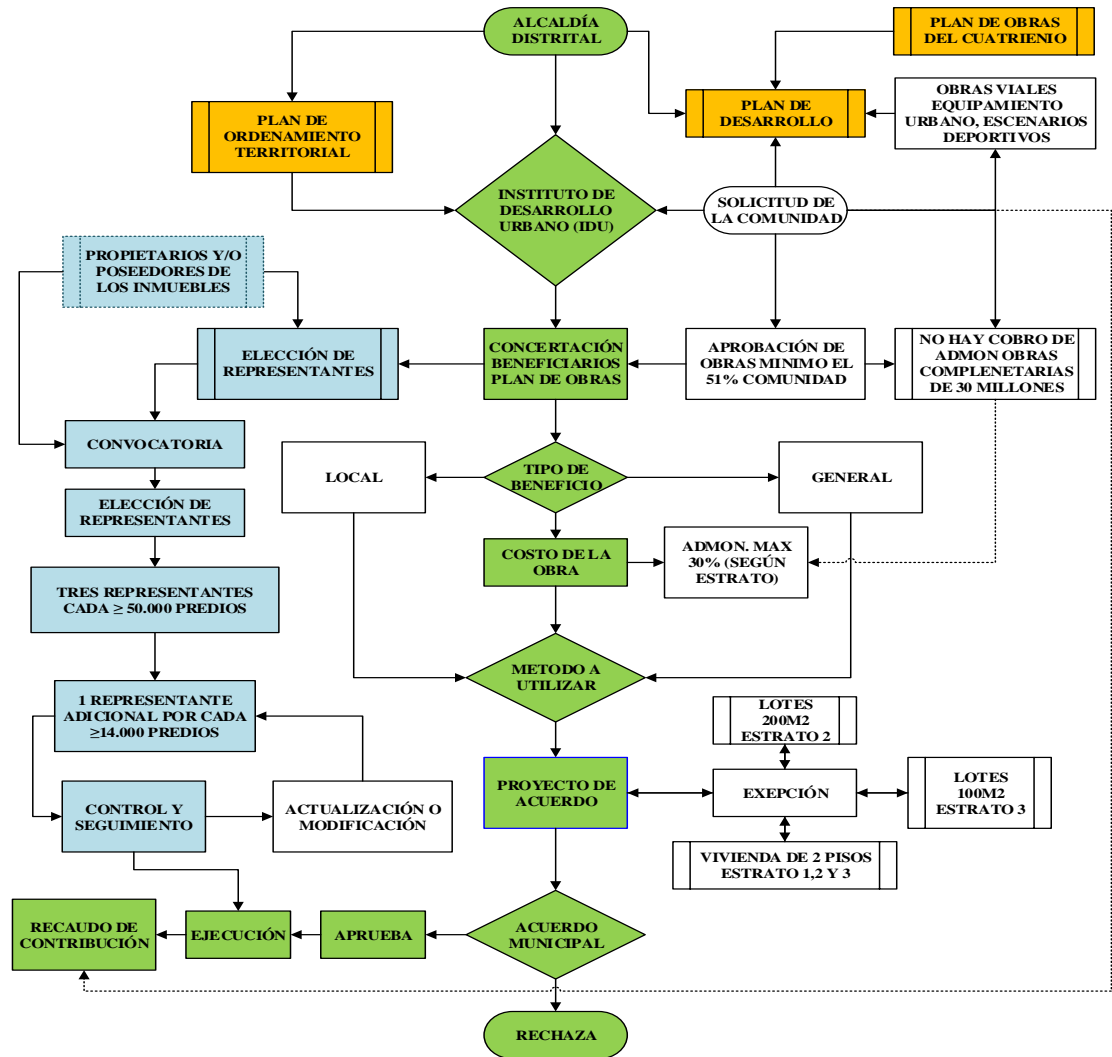 ALCALDÍA
DISTRITAL
PLAN DE OBRAS
DEL CUATRIENIO
PLAN DE
ORDENAMIENTO
TERRITORIAL
PLAN DE
DESARROLLO
OBRAS VIALES
EQUIPAMIENTO
URBANO, ESCENARIOS
DEPORTIVOS
INSTITUTO DE
DESARROLLO
URBANO (IDU)
SOLICITUD DE
LA COMUNIDAD
PROPIETARIOS Y/O
POSEEDORES DE
LOS INMUEBLES
ELECCIÓN DE
REPRESENTANTES
CONCERTACIÓN
BENEFICIARIOS
PLAN DE OBRAS
APROBACIÓN DE
OBRAS MINIMO EL
51% COMUNIDAD
NO HAY COBRO DE
ADMON OBRAS
COMPLENETARIAS
DE 30 MILLONES
CONVOCATORIA
LOCAL
TIPO DE
BENEFICIO
GENERAL
ELECCIÓN DE
REPRESENTANTES
COSTO DE LA
OBRA
ADMON. MAX
30% (SEGÚN
ESTRATO)
TRES REPRESENTANTES
CADA ≥ 50.000 PREDIOS
METODO A
UTILIZAR
1 REPRESENTANTE
ADICIONAL POR CADA
≥14.000 PREDIOS
LOTES
200M2
ESTRATO 2
PROYECTO DE
ACUERDO
EXEPCIÓN
LOTES
100M2
ESTRATO 3
CONTROL Y
SEGUIMIENTO
ACTUALIZACIÓN O
MODIFICACIÓN
VIVIENDA DE 2 PISOS
ESTRATO 1,2 Y 3
RECAUDO DE
CONTRIBUCIÓN
EJECUCIÓN
APRUEBA
ACUERDO
MUNICIPAL
RECHAZA